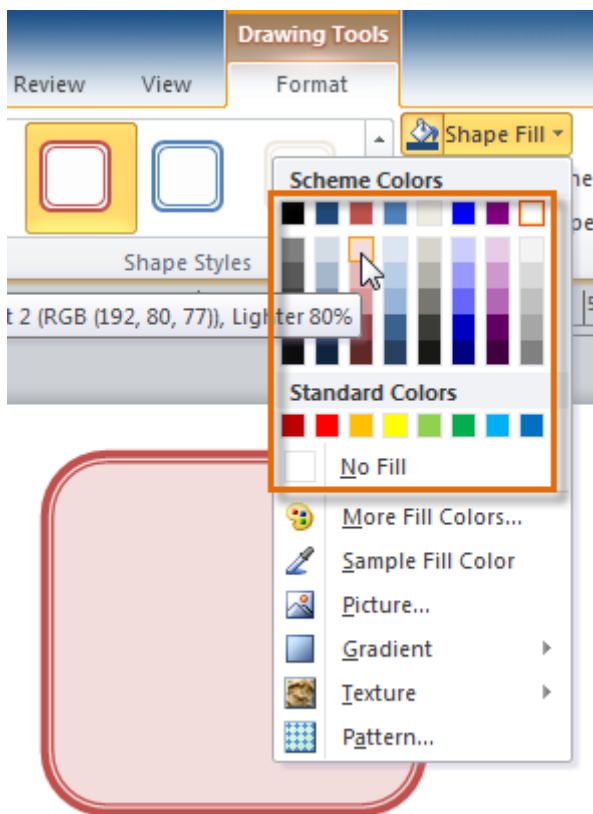 Drawing Tools
Review View Format
Shape Fill
Scheme Colors
Shape Styles
t 2 (RGB (192, 80, 77)), Lighter 80%
Standard Colors
No Fill
More Fill Colors...
Sample Fill Color
Picture...
Gradient
Texture
Pattern...